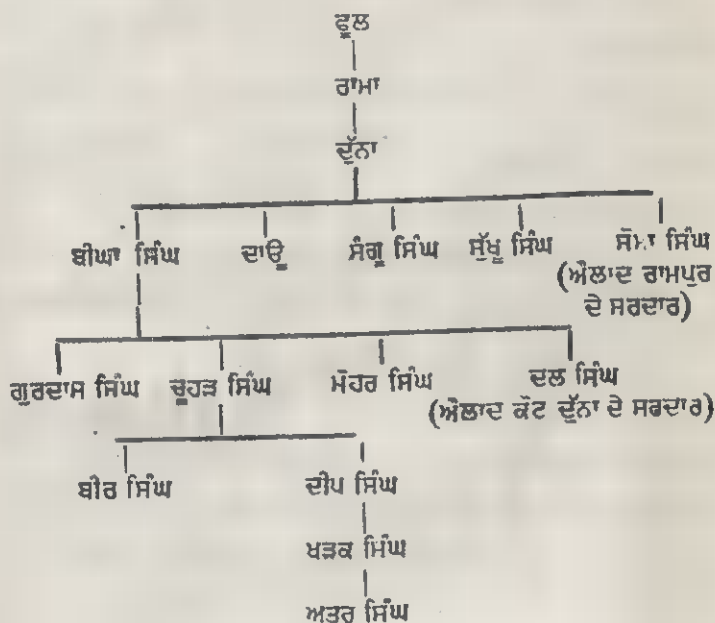 ਫੂਲ
ਰਾਮਾ
ਦੁੱਨਾ
ਬੀਘਾ ਸਿੰਘ ਦਾਊ ਸੰਗੂ ਸਿੰਘ ਸੁੱਖੂ ਸਿੰਘ ਸੋਮਾ ਸਿੰਘ
(ਔਲਾਦ ਰਾਮਪੁਰ
ਦੇ ਸਰਦਾਰ)
ਗੁਰਦਾਸ ਸਿੰਘ ਚੂਹੜ ਸਿੰਘ ਮੋਹਰ ਸਿੰਘ ਦਲ ਸਿੰਘ
(ਔਲਾਦ ਕੋਟ ਦੁੱਨਾ ਦੇ ਸਰਦਾਰ)
ਬੀਰ ਸਿੰਘ ਦੀਪ ਸਿੰਘ
ਖੜਕ ਸਿੰਘ
ਅਤਰ ਸਿੰਘ